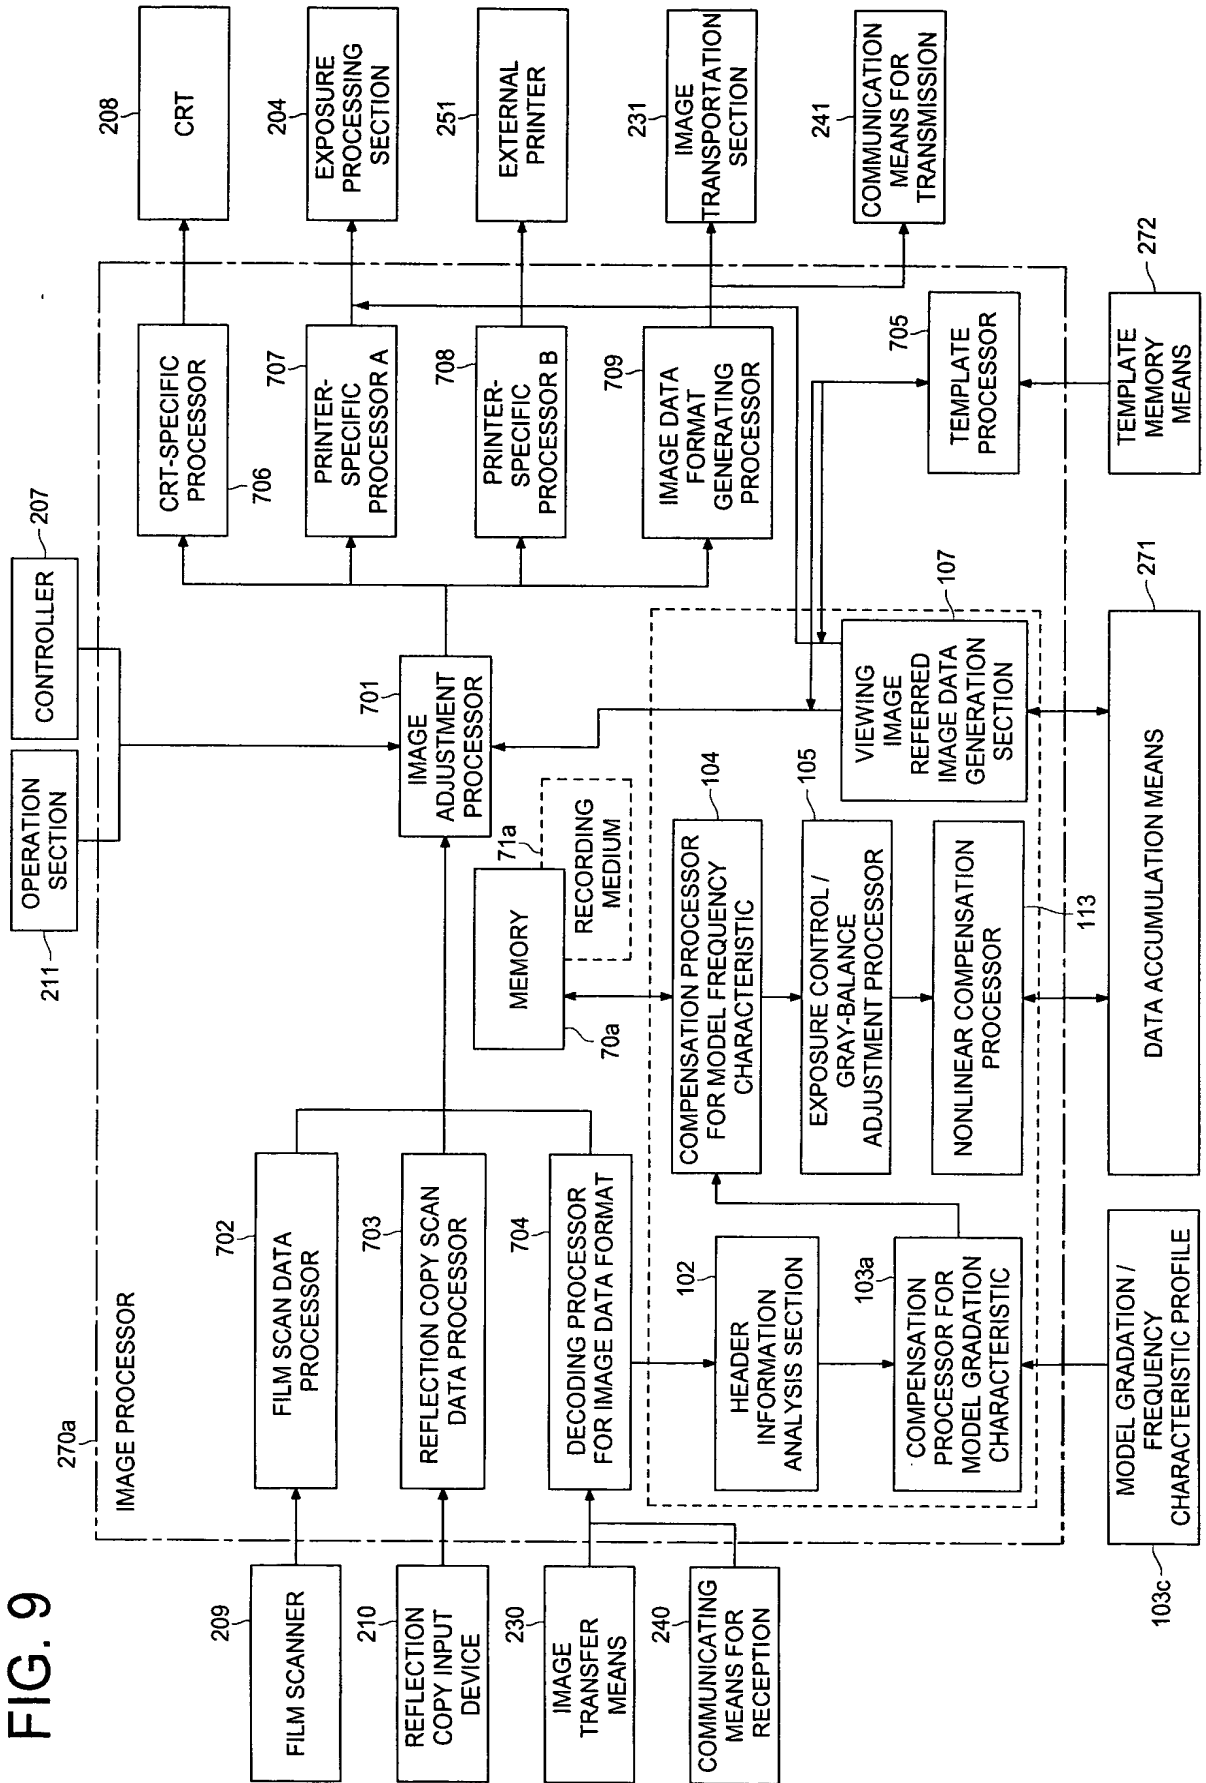 FIG. 9
270a
IMAGE PROCESSOR
211
OPERATION
SECTION
207
CONTROLLER
209
FILM SCANNER
210
REFLECTION
COPY INPUT
DEVICE
230
IMAGE
TRANSFER
MEANS
240
COMMUNICATING
MEANS FOR
RECEPTION
702
FILM SCAN DATA
PROCESSOR
703
REFLECTION COPY SCAN
DATA PROCESSOR
704
DECODING PROCESSOR
FOR IMAGE DATA FORMAT
701
IMAGE
ADJUSTMENT
PROCESSOR
71a
MEMORY
RECORDING
MEDIUM
70a
706
CRT-SPECIFIC
PROCESSOR
707
PRINTER-
SPECIFIC
PROCESSOR A
708
PRINTER-
SPECIFIC
PROCESSOR B
709
IMAGE DATA
FORMAT
GENERATING
PROCESSOR
208
CRT
204
EXPOSURE
PROCESSING
SECTION
251
EXTERNAL
PRINTER
231
IMAGE
TRANSPORTATION
SECTION
241
COMMUNICATION
MEANS FOR
TRANSMISSION
102
HEADER
INFORMATION
ANALYSIS SECTION
103a
COMPENSATION
PROCESSOR FOR
MODEL GRADATION
CHARACTERISTIC
104
COMPENSATION PROCESSOR
FOR MODEL FREQUENCY
CHARACTERISTIC
105
EXPOSURE CONTROL /
GRAY-BALANCE
ADJUSTMENT PROCESSOR
NONLINEAR COMPENSATION
PROCESSOR
113
107
VIEWING
IMAGE
REFERRED
IMAGE DATA
GENERATION
SECTION
705
TEMPLATE
PROCESSOR
272
TEMPLATE
MEMORY
MEANS
271
DATA ACCUMULATION MEANS
MODEL GRADATION /
FREQUENCY
CHARACTERISTIC PROFILE
103c